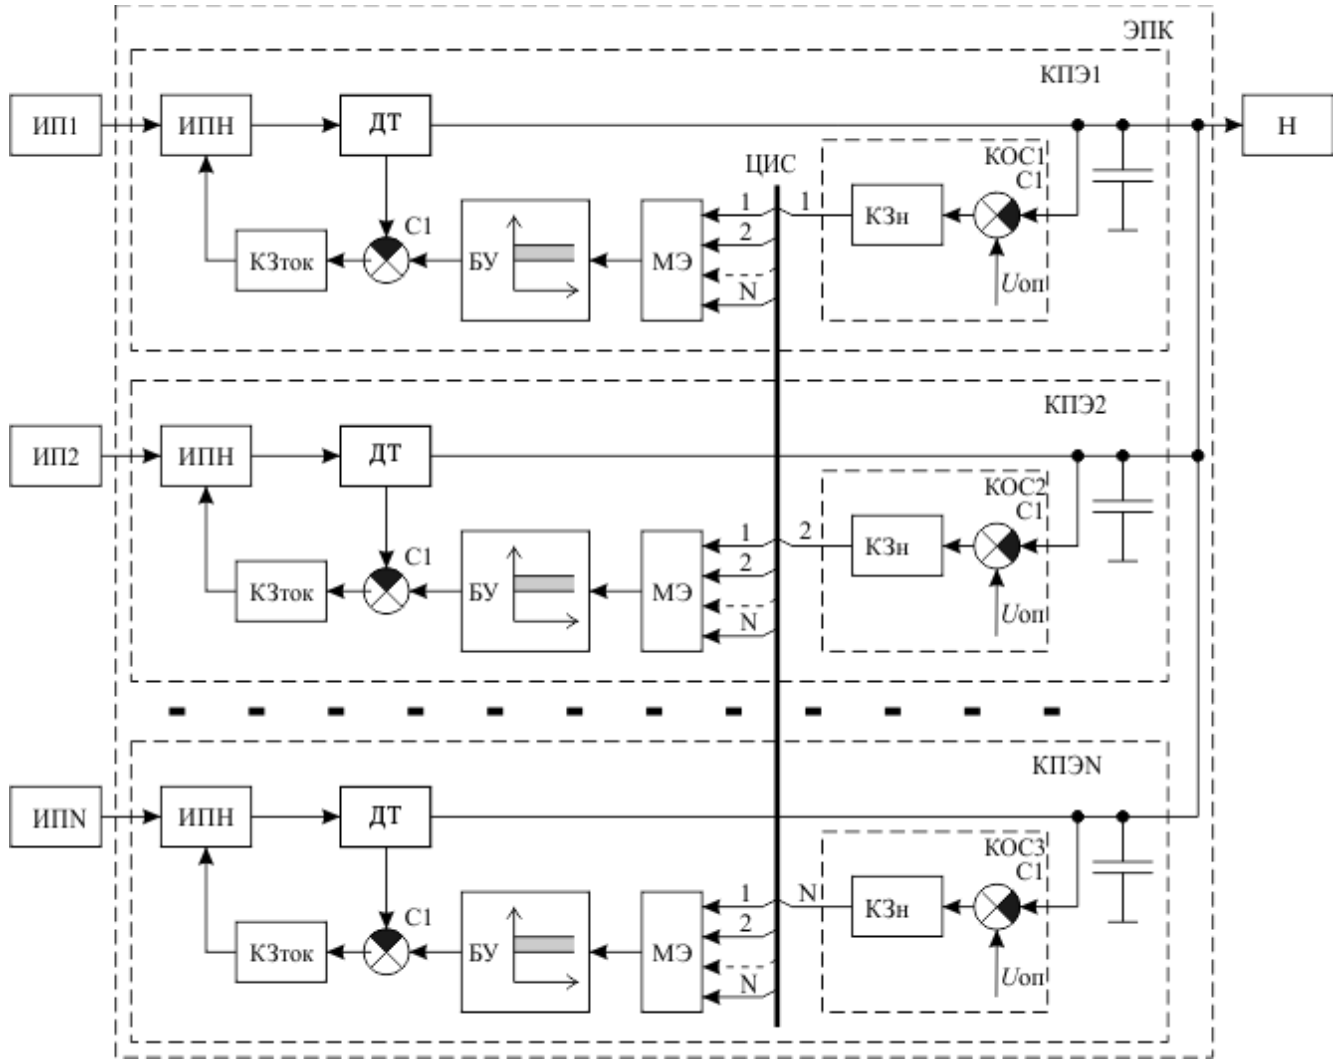 ЭПК
КПЭ1
ИП1
ИПН
ДТ
Н
ЦИС
КОС1
С1
1
1
КЗн
2
С1
КЗток
БУ
МЭ
N
Uоп
КПЭ2
ИП2
ИПН
ДТ
КОС2
С1
1
2
КЗн
2
С1
КЗток
БУ
МЭ
N
Uоп
КПЭN
ИПN
ИПН
ДТ
КОС3
С1
1
N
КЗн
2
С1
КЗток
БУ
МЭ
N
Uоп